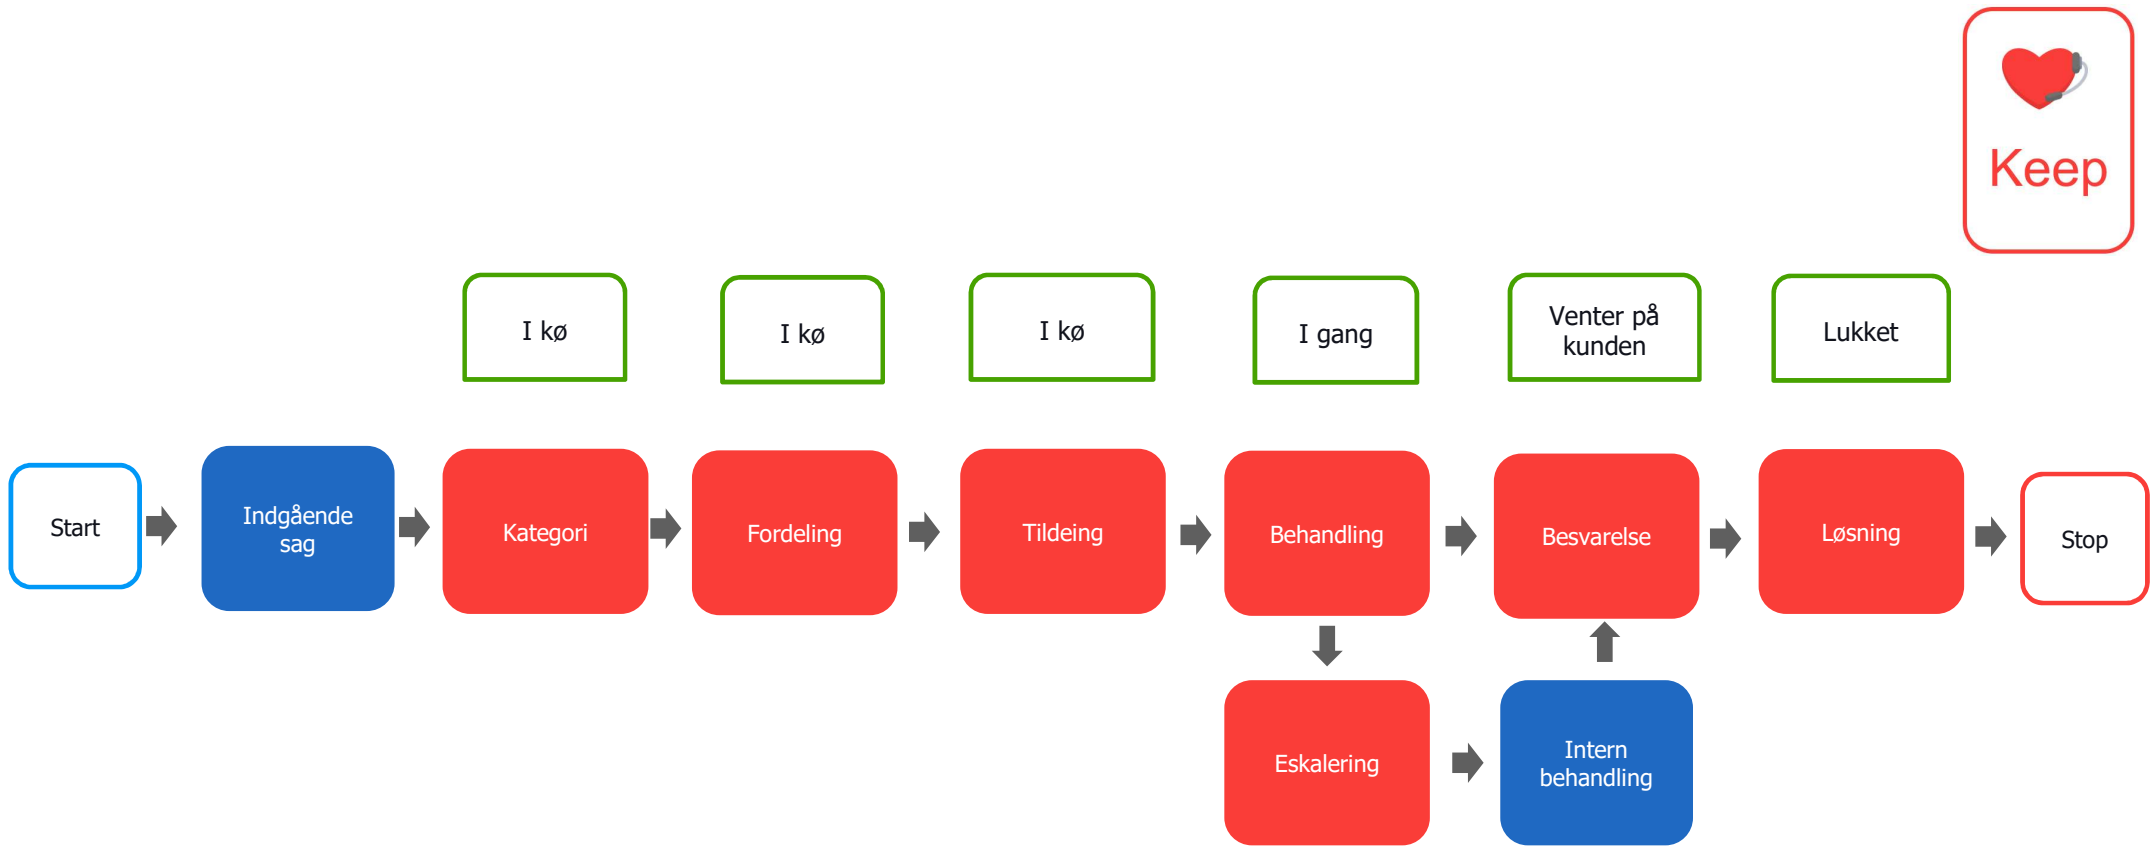 Keep
I kø
I kø
I kø
I gang
Venter på
kunden
Lukket
Start
Indgående
sag
Kategori
Fordeling
Tildeing
Behandling
Besvarelse
Løsning
Stop
Eskalering
Intern
behandling